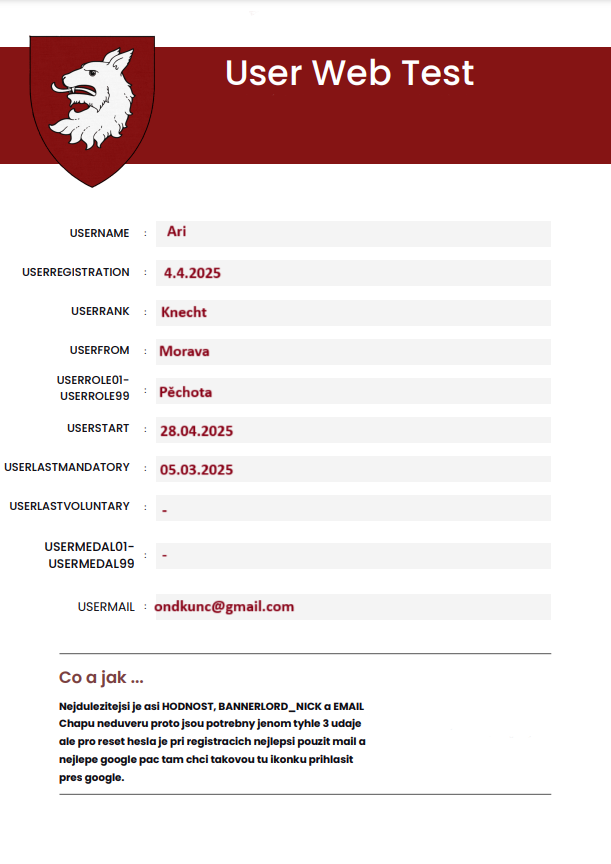 User Web Test
USERNAME : Ari
USERREGISTRATION : 4.4.2025
USERRANK : Knecht
USERFROM : Morava
USERROLE01-
USERROLE99 : Pěchota
USERSTART : 28.04.2025
USERLASTMANDATORY : 05.03.2025
USERLASTVOLUNTARY : -
USERMEDAL01-
USERMEDAL99 : -
USERMAIL : ondkunc@gmail.com
Co a jak ...
Nejdulezitejsi je asi HODNOST, BANNERLORD_NICK a EMAIL
Chapu neduveru proto jsou potrebny jenom tyhle 3 udaje
ale pro reset hesla je pri registracich nejlepsi pouzit mail a
nejlepe google pac tam chci takovou tu ikonku prihlasit
pres google.